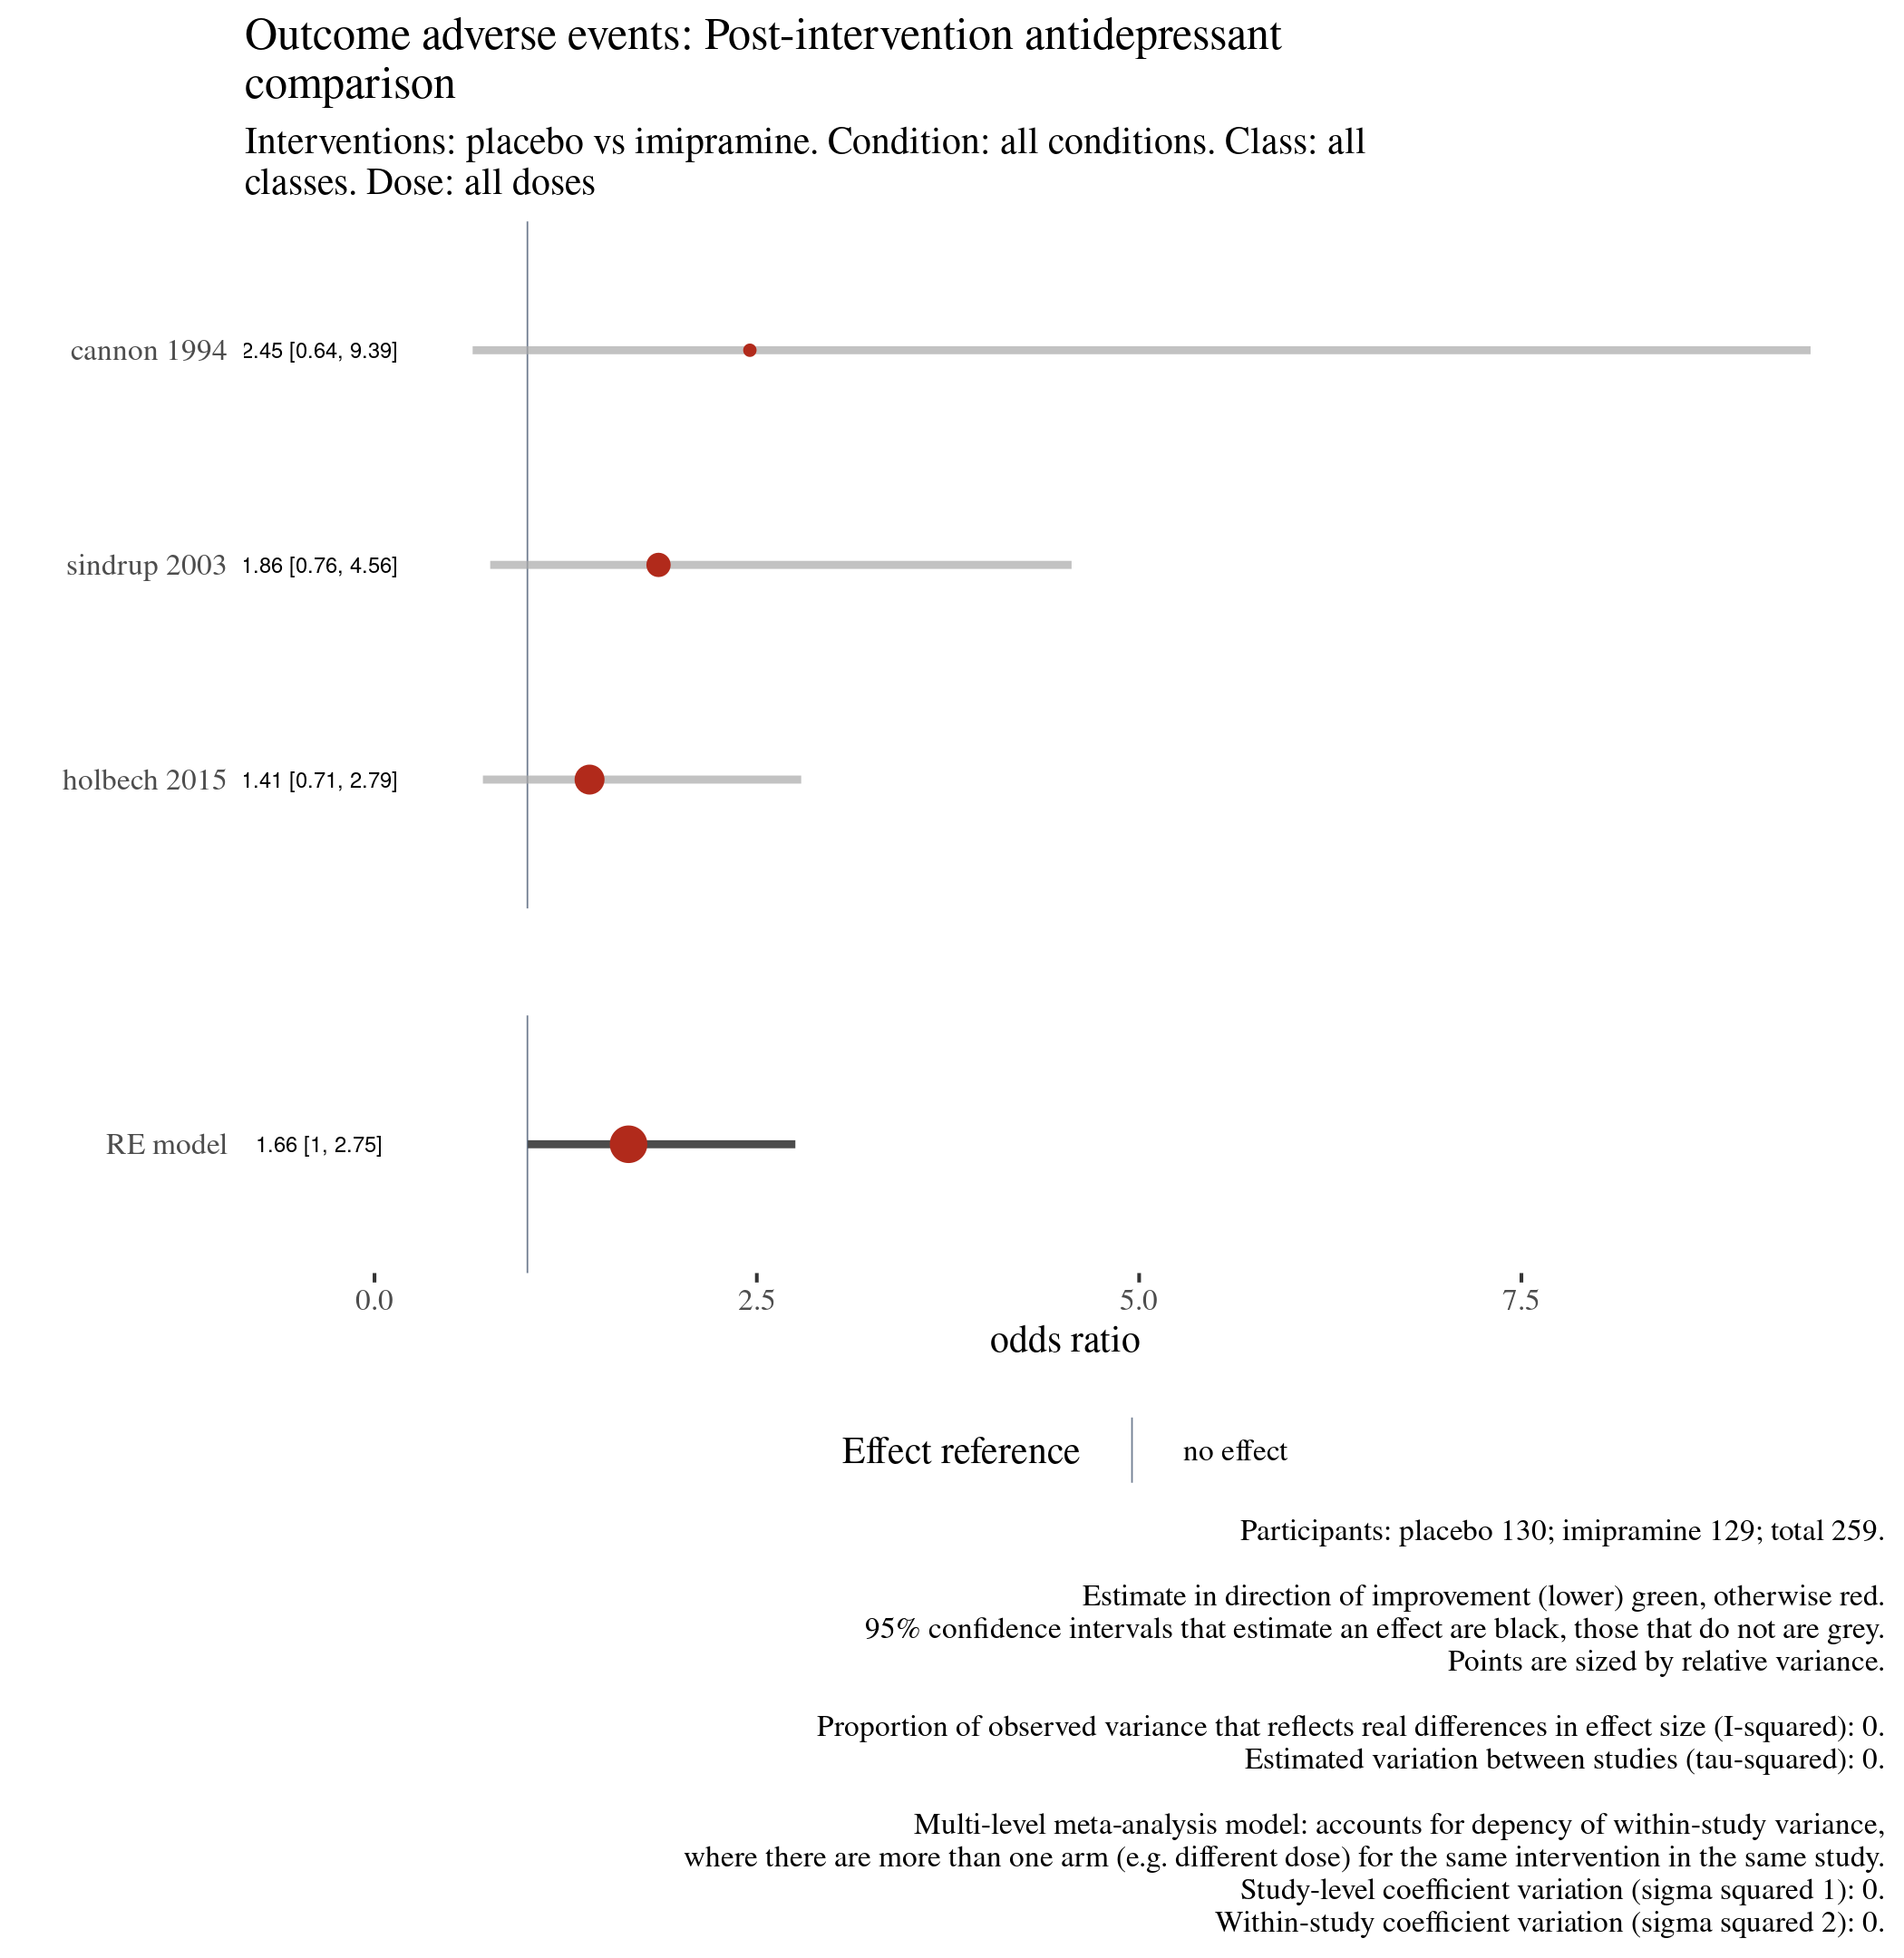 Outcome adverse events: Post-intervention antidepressant
comparison
Interventions: placebo vs imipramine. Condition: all conditions. Class: all
classes. Dose: all doses
cannon 1994 2.45 [0.64, 9.39]
sindrup 2003 1.86 [0.76, 4.56]
holbech 2015 1.41 [0.71, 2.79]
RE model 1.66 [1, 2.75]
0.0 2.5 5.0 7.5
odds ratio
Effect reference no effect
Participants: placebo 130; imipramine 129; total 259.
Estimate in direction of improvement (lower) green, otherwise red.
95% confidence intervals that estimate an effect are black, those that do not are grey.
Points are sized by relative variance.
Proportion of observed variance that reflects real differences in effect size (I-squared): 0.
Estimated variation between studies (tau-squared): 0.
Multi-level meta-analysis model: accounts for depency of within-study variance,
where there are more than one arm (e.g. different dose) for the same intervention in the same study.
Study-level coefficient variation (sigma squared 1): 0.
Within-study coefficient variation (sigma squared 2): 0.